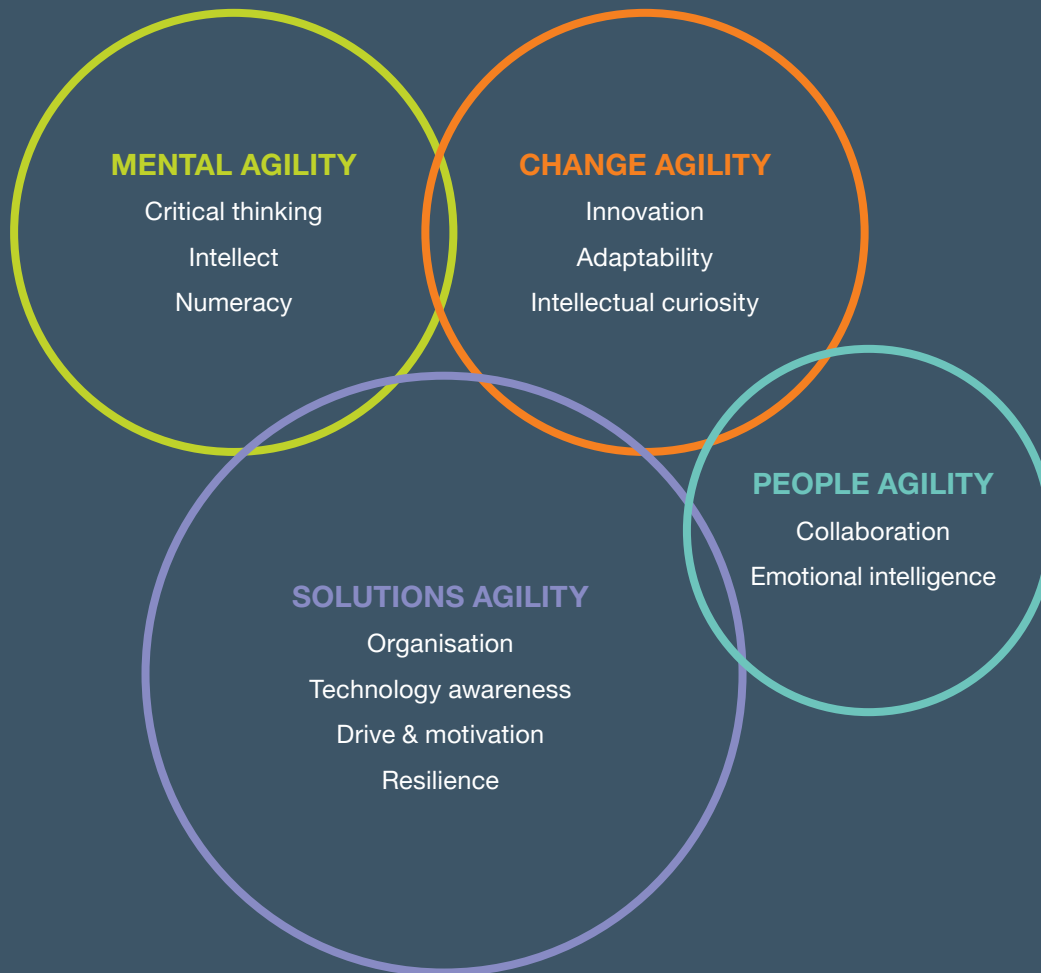 MENTAL AGILITY
Critical thinking
Intellect
Numeracy
CHANGE AGILITY
Innovation
Adaptability
Intellectual curiosity
PEOPLE AGILITY
Collaboration
Emotional intelligence
SOLUTIONS AGILITY
Organisation
Technology awareness
Drive & motivation
Resilience